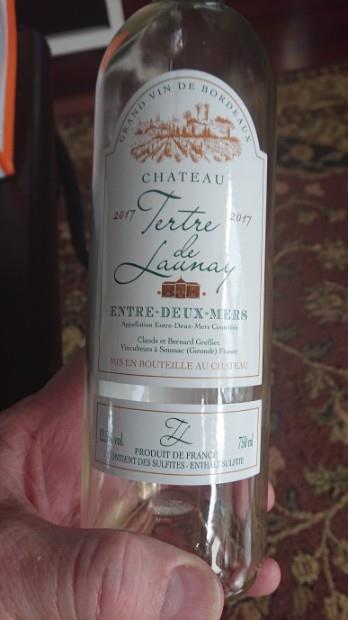 GRAND VIN DE BORDEAUX
CHATEAU
2017 Tertre 2017
de
Launay
ENTRE-DEUX-MERS
Appellation Entre-Deux-Mers Contrôlée
Claude et Bernard Greffier,
Viticulteurs à Soussac (Gironde) France
MIS EN BOUTEILLE AU CHATEAU
TL
vol. 750 ml
PRODUIT DE FRANCE
CONTIENT DES SULFITES - ENTHÄLT SULFITE